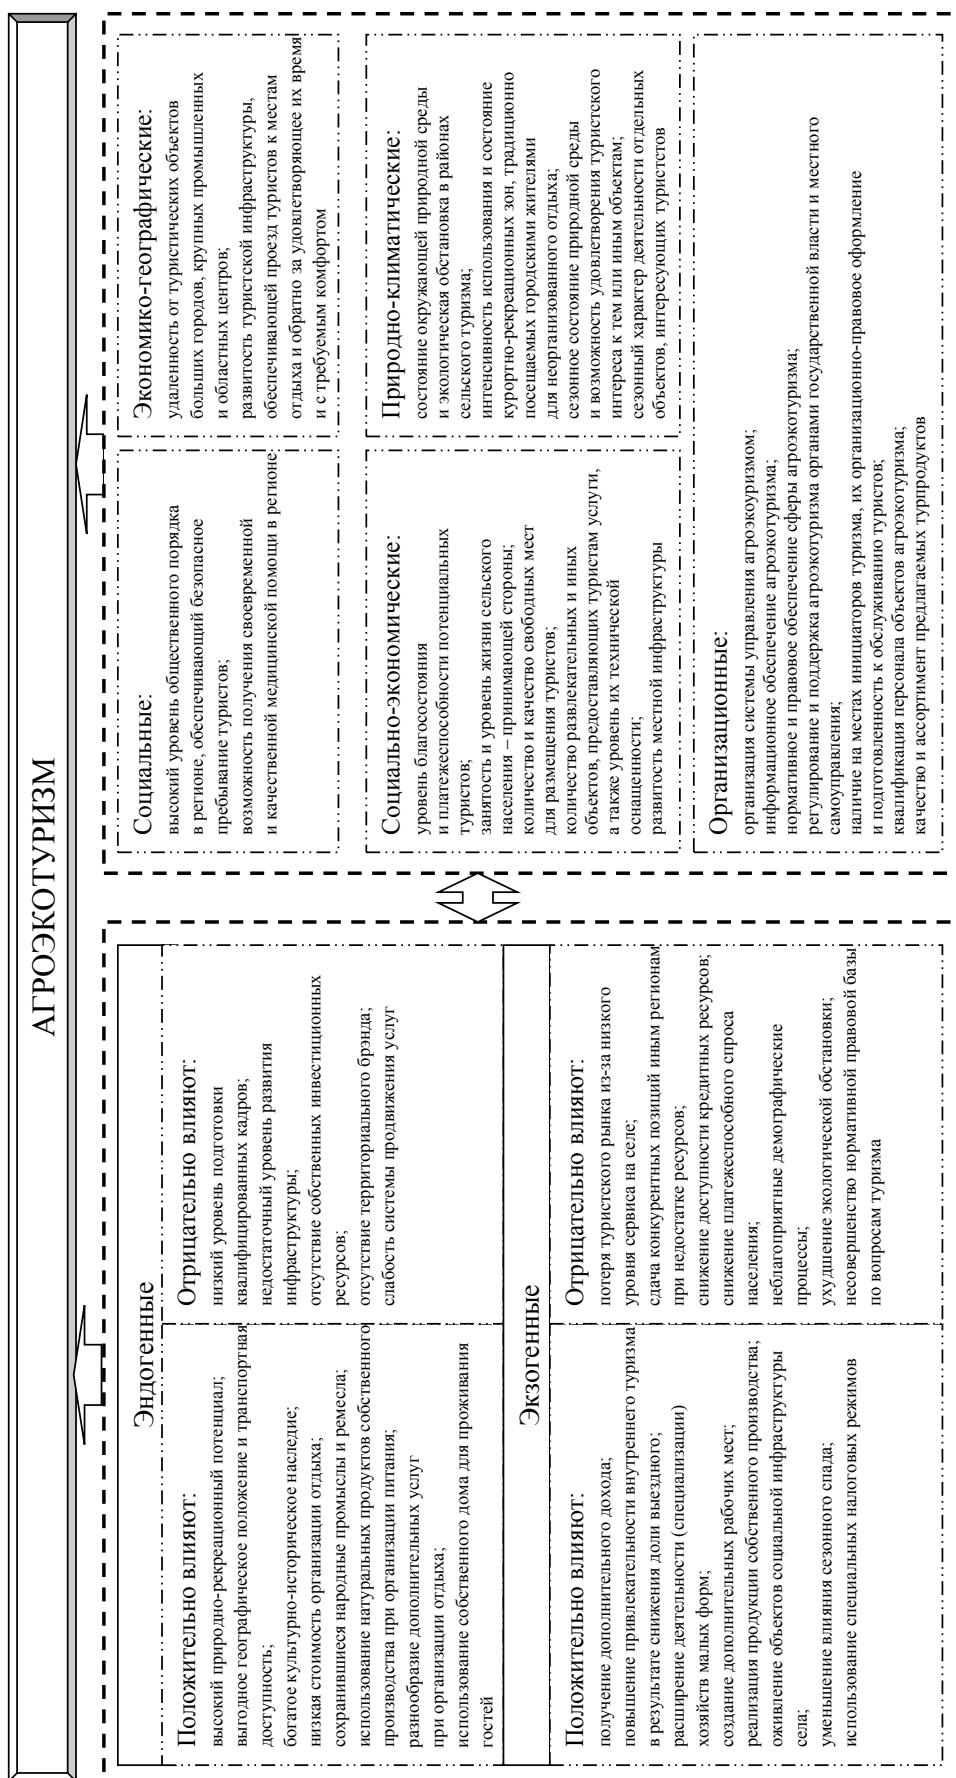 АГРОЭКОТУРИЗМ
Эндогенные
Положительно влияют:
высокий природно-рекреационный потенциал;
выгодное географическое положение и транспортная
доступность;
богатое культурно-историческое наследие;
низкая стоимость организации отдыха;
сохранившиеся народные промыслы и ремесла;
использование натуральных продуктов собственного
производства при организации питания;
разнообразие дополнительных услуг
при организации отдыха;
использование собственного дома для проживания
гостей
Отрицательно влияют:
низкий уровень подготовки
квалифицированных кадров;
недостаточный уровень развития
инфраструктуры;
отсутствие собственных инвестиционных
ресурсов;
отсутствие территориального брэнда;
слабость системы продвижения услуг
Экзогенные
Положительно влияют:
получение дополнительного дохода;
повышение привлекательности внутреннего туризма
в результате снижения доли выездного;
расширение деятельности (специализации)
хозяйств малых форм;
создание дополнительных рабочих мест;
реализация продукции собственного производства;
оживление объектов социальной инфраструктуры
села;
уменьшение влияния сезонного спада;
использование специальных налоговых режимов
Отрицательно влияют:
потеря туристского рынка из-за низкого
уровня сервиса на селе;
сдача конкурентных позиций иным регионам
при недостатке ресурсов;
снижение доступности кредитных ресурсов;
снижение платежеспособного спроса
населения;
неблагоприятные демографические
процессы;
ухудшение экологической обстановки;
несовершенство нормативной правовой базы
по вопросам туризма
Социальные:
высокий уровень общественного порядка
в регионе, обеспечивающий безопасное
пребывание туристов;
возможность получения своевременной
и качественной медицинской помощи в регионе
Экономико-географические:
удаленность от туристических объектов
больших городов, крупных промышленных
и областных центров;
развитость туристской инфраструктуры,
обеспечивающей проезд туристов к местам
отдыха и обратно за удовлетворяющее их время
и с требуемым комфортом
Социально-экономические:
уровень благосостояния
и платежеспособности потенциальных
туристов;
занятость и уровень жизни сельского
населения – принимающей стороны;
количество и качество свободных мест
для размещения туристов;
количество развлекательных и иных
объектов, предоставляющих туристам услуги,
а также уровень их технической
оснащенности;
развитость местной инфраструктуры
Природно-климатические:
состояние окружающей природной среды
и экологическая обстановка в районах
сельского туризма;
интенсивность использования и состояние
курортно-рекреационных зон, традиционно
посещаемых городскими жителями
для неорганизованного отдыха;
сезонное состояние природной среды
и возможность удовлетворения туристского
интереса к тем или иным объектам;
сезонный характер деятельности отдельных
объектов, интересующих туристстов
Организационные:
организация системы управления агроэкоуризмом;
информационное обеспечение агроэкотуризма;
нормативное и правовое обеспечение сферы агроэкотуризма;
регулирование и поддержка агроэкотуризма органами государственной власти и местного
самоуправления;
наличие на местах инициаторов туризма, их организационно-правовое оформление
и подготовленность к обслуживанию туристов;
квалификация персонала объектов агроэкотуризма;
качество и ассортимент предлагаемых турпродуктов